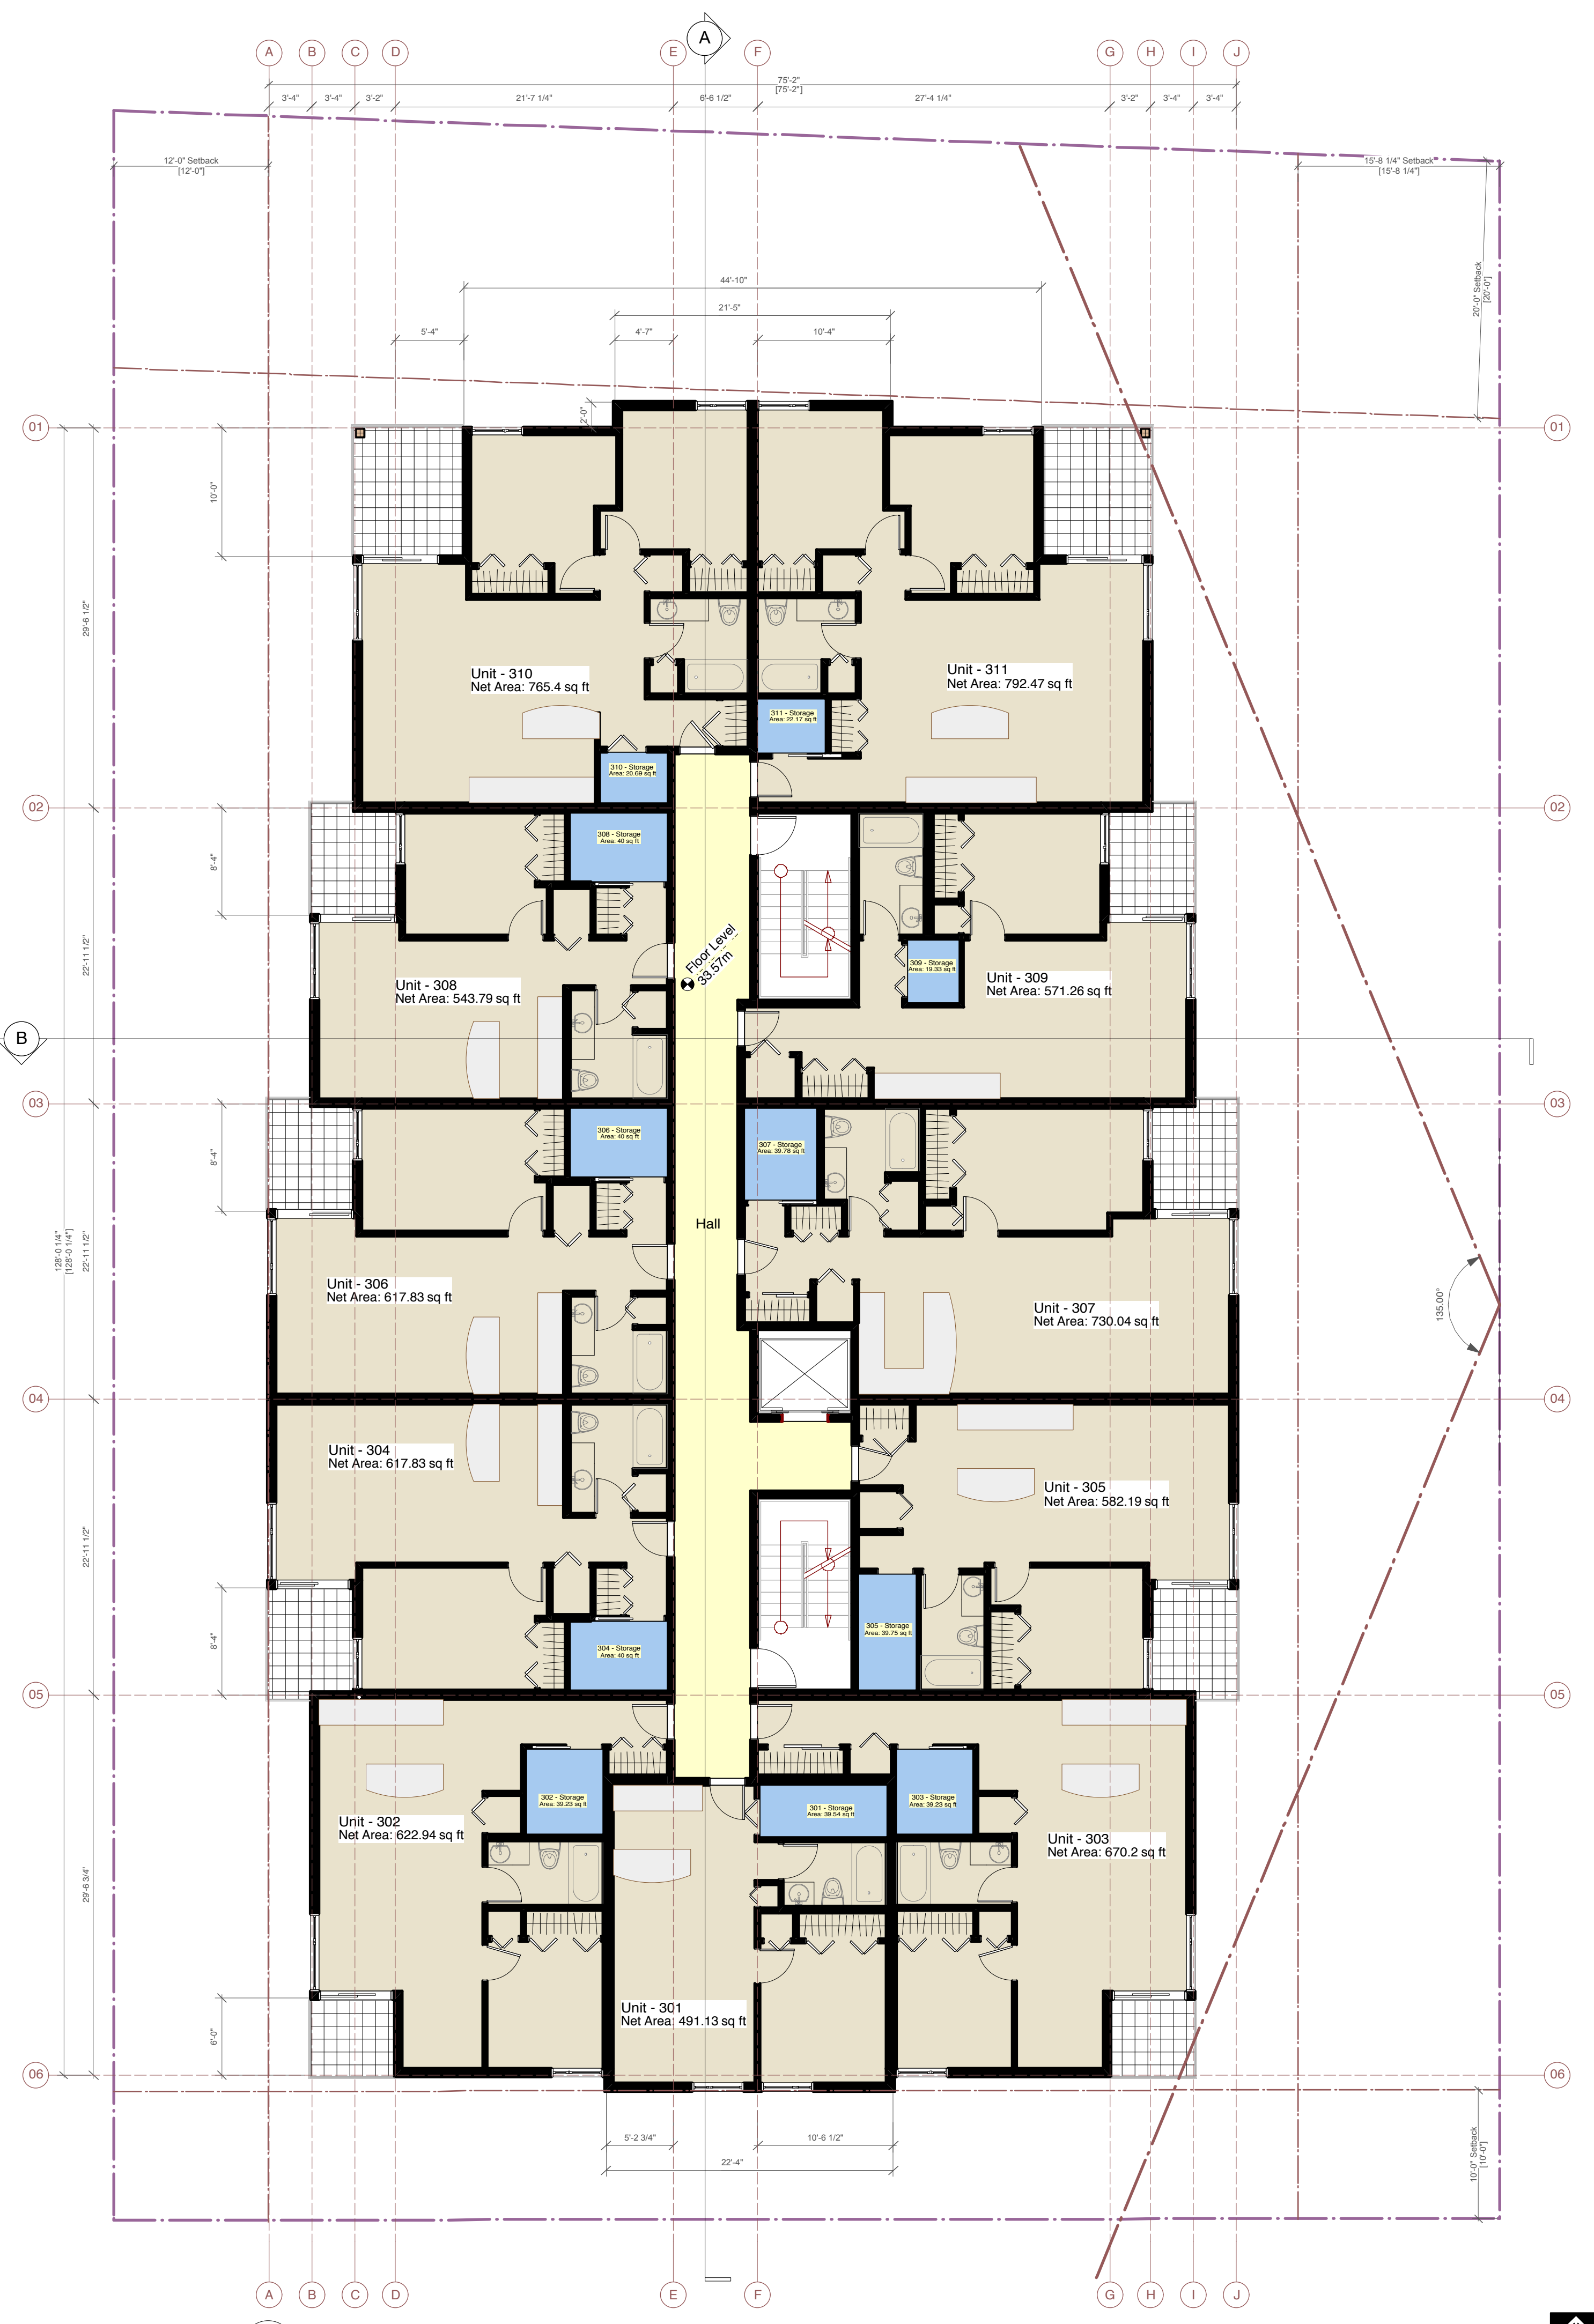 A
A B C D E F G H I J
75'-2"
[75'-2"]
3'-4" 3'-4" 3'-2" 21'-7 1/4" 6'-6 1/2" 27'-4 1/4" 3'-2" 3'-4" 3'-4"
12'-0" Setback
[12'-0"]
15'-8 1/4" Setback
[15'-8 1/4"]
20'-0" Setback
[20'-0"]
44'-10"
21'-5"
5'-4" 4'-7" 10'-4"
2'-0"
01 01
10'-0"
29'-6 1/2"
Unit - 310
Net Area: 765.4 sq ft
Unit - 311
Net Area: 792.47 sq ft
311 - Storage
Area: 22.17 sq ft
310 - Storage
Area: 20.69 sq ft
02 02
308 - Storage
Area: 40 sq ft
8'-4"
22'-11 1/2"
Floor Level
33.57m
309 - Storage
Area: 19.33 sq ft
Unit - 308
Net Area: 543.79 sq ft
Unit - 309
Net Area: 571.26 sq ft
B
03 03
306 - Storage
Area: 40 sq ft
307 - Storage
Area: 39.78 sq ft
8'-4"
Hall
128'-0 1/4"
[128'-0 1/4"]
22'-11 1/2"
Unit - 306
Net Area: 617.83 sq ft
Unit - 307
Net Area: 730.04 sq ft
135.00°
04 04
Unit - 304
Net Area: 617.83 sq ft
Unit - 305
Net Area: 582.19 sq ft
22'-11 1/2"
8'-4"
305 - Storage
Area: 39.75 sq ft
304 - Storage
Area: 40 sq ft
05 05
302 - Storage
Area: 39.23 sq ft
301 - Storage
Area: 39.54 sq ft
303 - Storage
Area: 39.23 sq ft
Unit - 302
Net Area: 622.94 sq ft
Unit - 303
Net Area: 670.2 sq ft
29'-6 3/4"
Unit - 301
Net Area: 491.13 sq ft
6'-0"
06 06
5'-2 3/4" 10'-6 1/2"
22'-4"
10'-0" Setback
[10'-0"]
A B C D E F G H I J